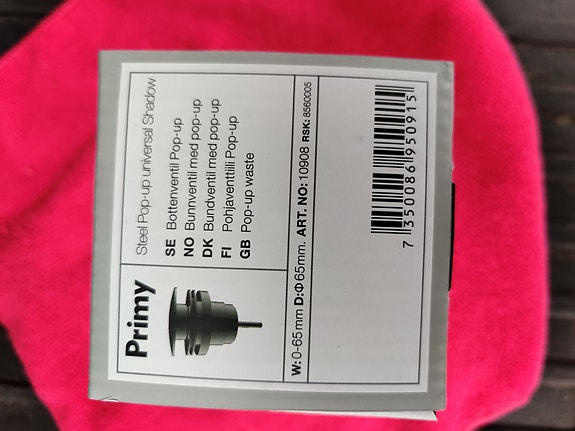 Primy
Steel Pop-up universal Shadow
SE Bottenventil Pop-up
NO Bunnventil med pop-up
DK Bundventil med pop-up
FI Pohjaventtiili Pop-up
GB Pop-up waste
W: 0-65mm D:Φ65mm. ART. NO: 10908 RSK: 8560005
7 350086 950915